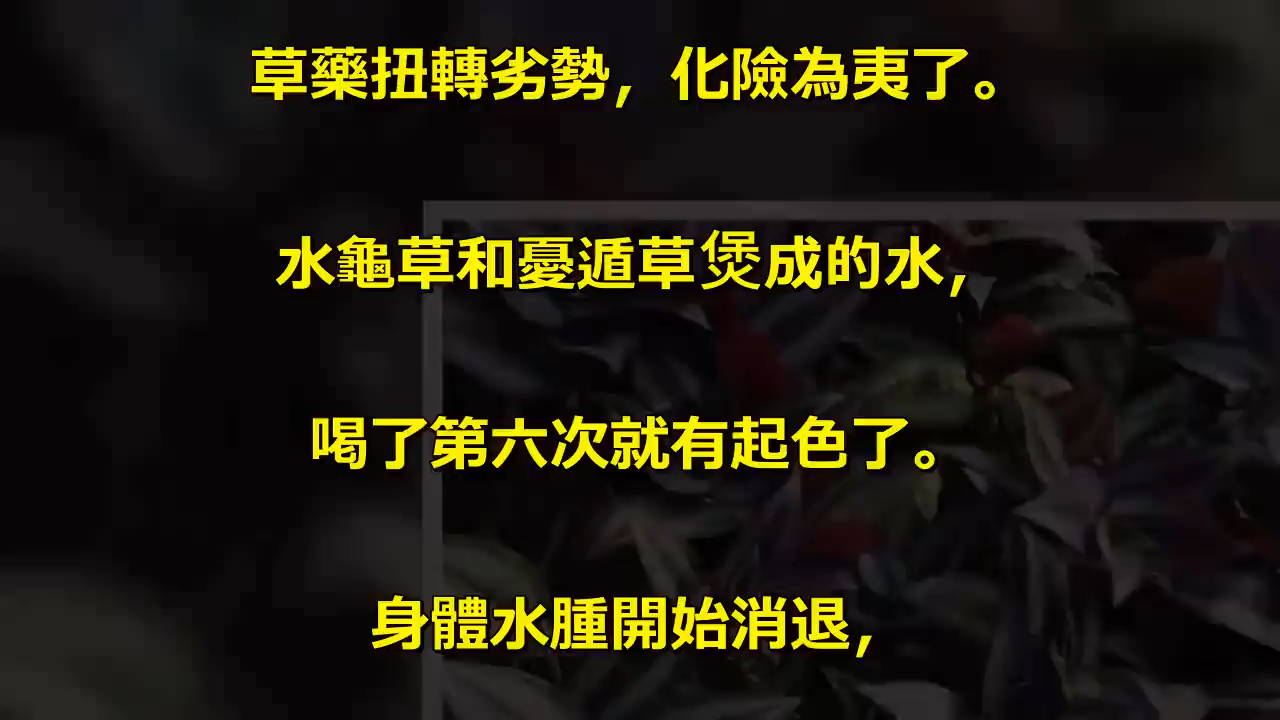 草藥扭轉劣勢，化險為夷了。
水龜草和憂遁草煲成的水，
喝了第六次就有起色了。
身體水腫開始消退，